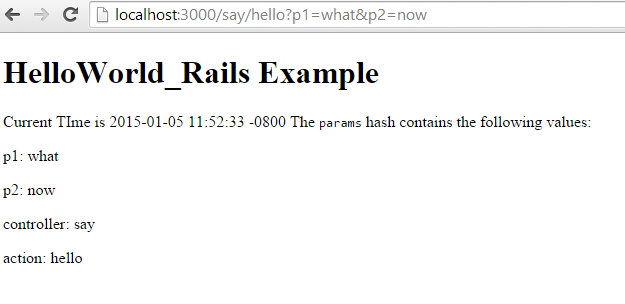 localhost:3000/say/hello?p1=what&p2=now
HelloWorld_Rails Example
Current TIme is 2015-01-05 11:52:33 -0800 The params hash contains the following values:
p1: what
p2: now
controller: say
action: hello